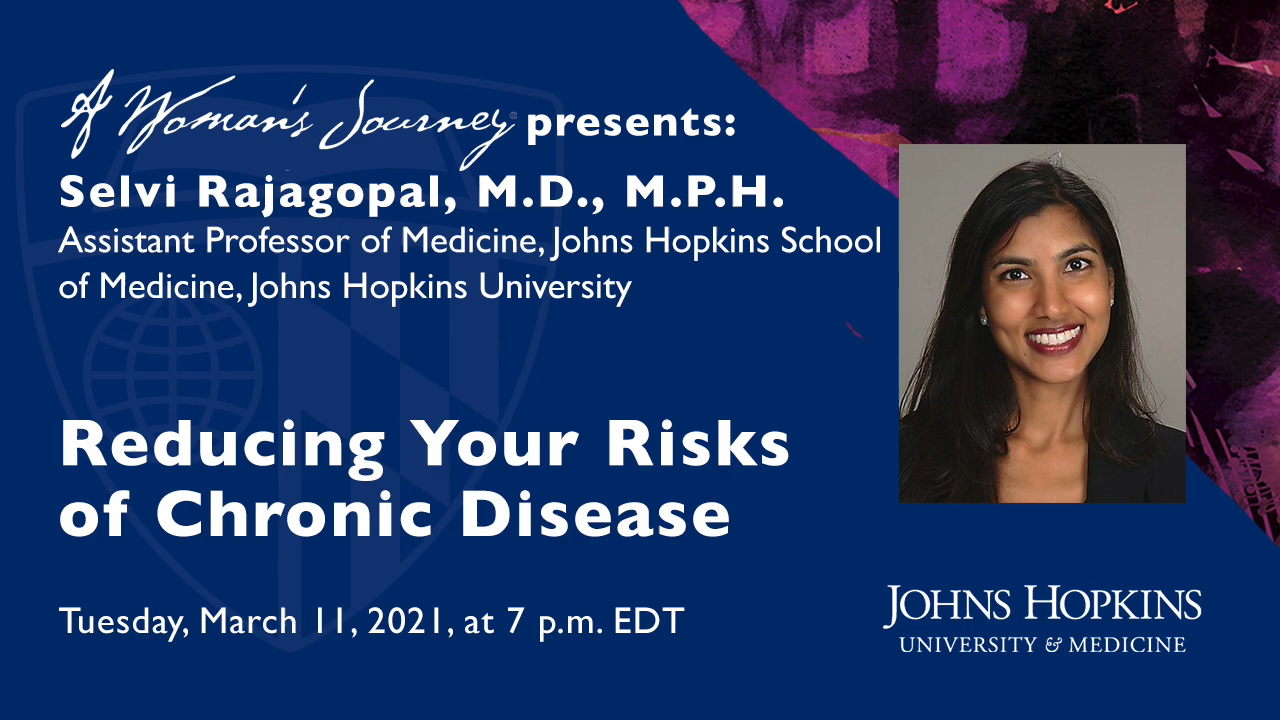 A Woman's Journey® presents:
Selvi Rajagopal, M.D., M.P.H.
Assistant Professor of Medicine, Johns Hopkins School
of Medicine, Johns Hopkins University
Reducing Your Risks
of Chronic Disease
Tuesday, March 11, 2021, at 7 p.m. EDT
JOHNS HOPKINS
UNIVERSITY & MEDICINE